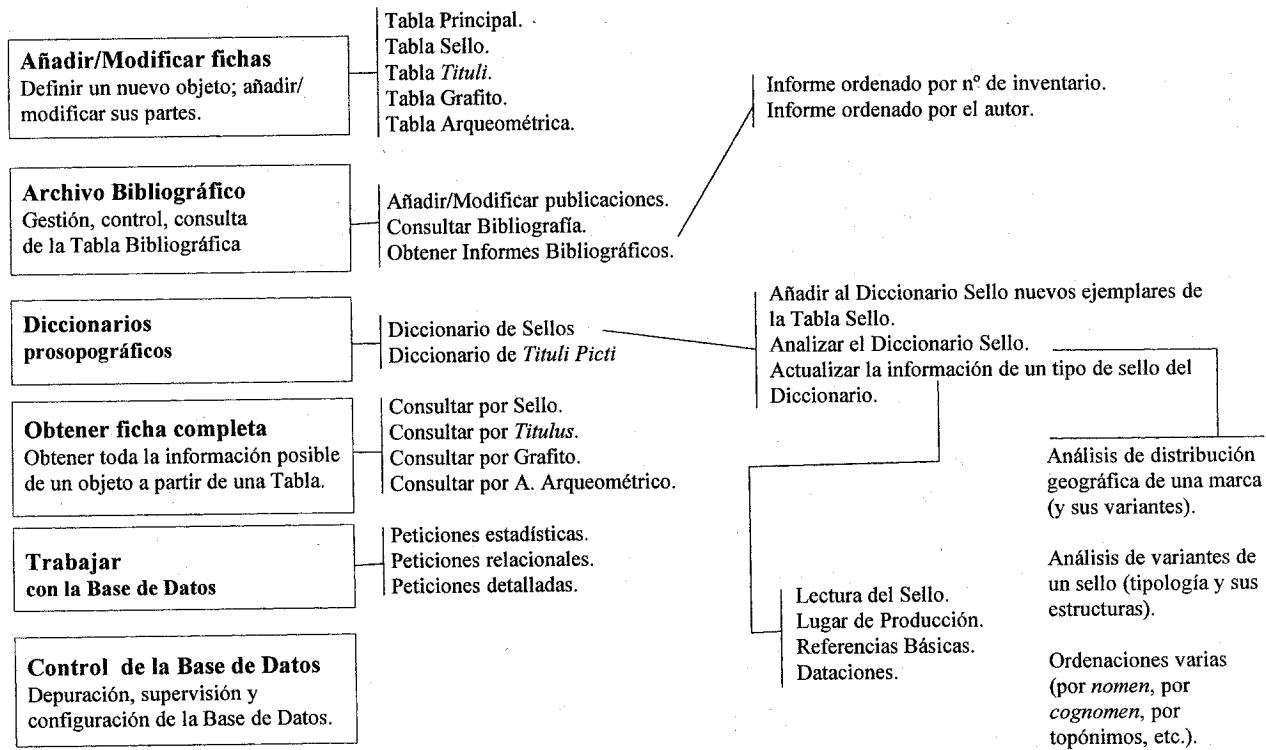 Añadir/Modificar fichas
Definir un nuevo objeto; añadir/
modificar sus partes.
Tabla Principal.
Tabla Sello.
Tabla Tituli.
Tabla Grafito.
Tabla Arqueométrica.
Archivo Bibliográfico
Gestión, control, consulta
de la Tabla Bibliográfica
Añadir/Modificar publicaciones.
Consultar Bibliografía.
Obtener Informes Bibliográficos.
Informe ordenado por nº de inventario.
Informe ordenado por el autor.
Diccionarios
prosopográficos
Diccionario de Sellos
Diccionario de Tituli Picti
Añadir al Diccionario Sello nuevos ejemplares de
la Tabla Sello.
Analizar el Diccionario Sello.
Actualizar la información de un tipo de sello del
Diccionario.
Lectura del Sello.
Lugar de Producción.
Referencias Básicas.
Dataciones.
Análisis de distribución
geográfica de una marca
(y sus variantes).
Análisis de variantes de
un sello (tipología y sus
estructuras).
Ordenaciones varias
(por nomen, por
cognomen, por
topónimos, etc.).
Obtener ficha completa
Obtener toda la información posible
de un objeto a partir de una Tabla.
Consultar por Sello.
Consultar por Titulus.
Consultar por Grafito.
Consultar por A. Arqueométrico.
Trabajar
con la Base de Datos
Peticiones estadísticas.
Peticiones relacionales.
Peticiones detalladas.
Control de la Base de Datos
Depuración, supervisión y
configuración de la Base de Datos.